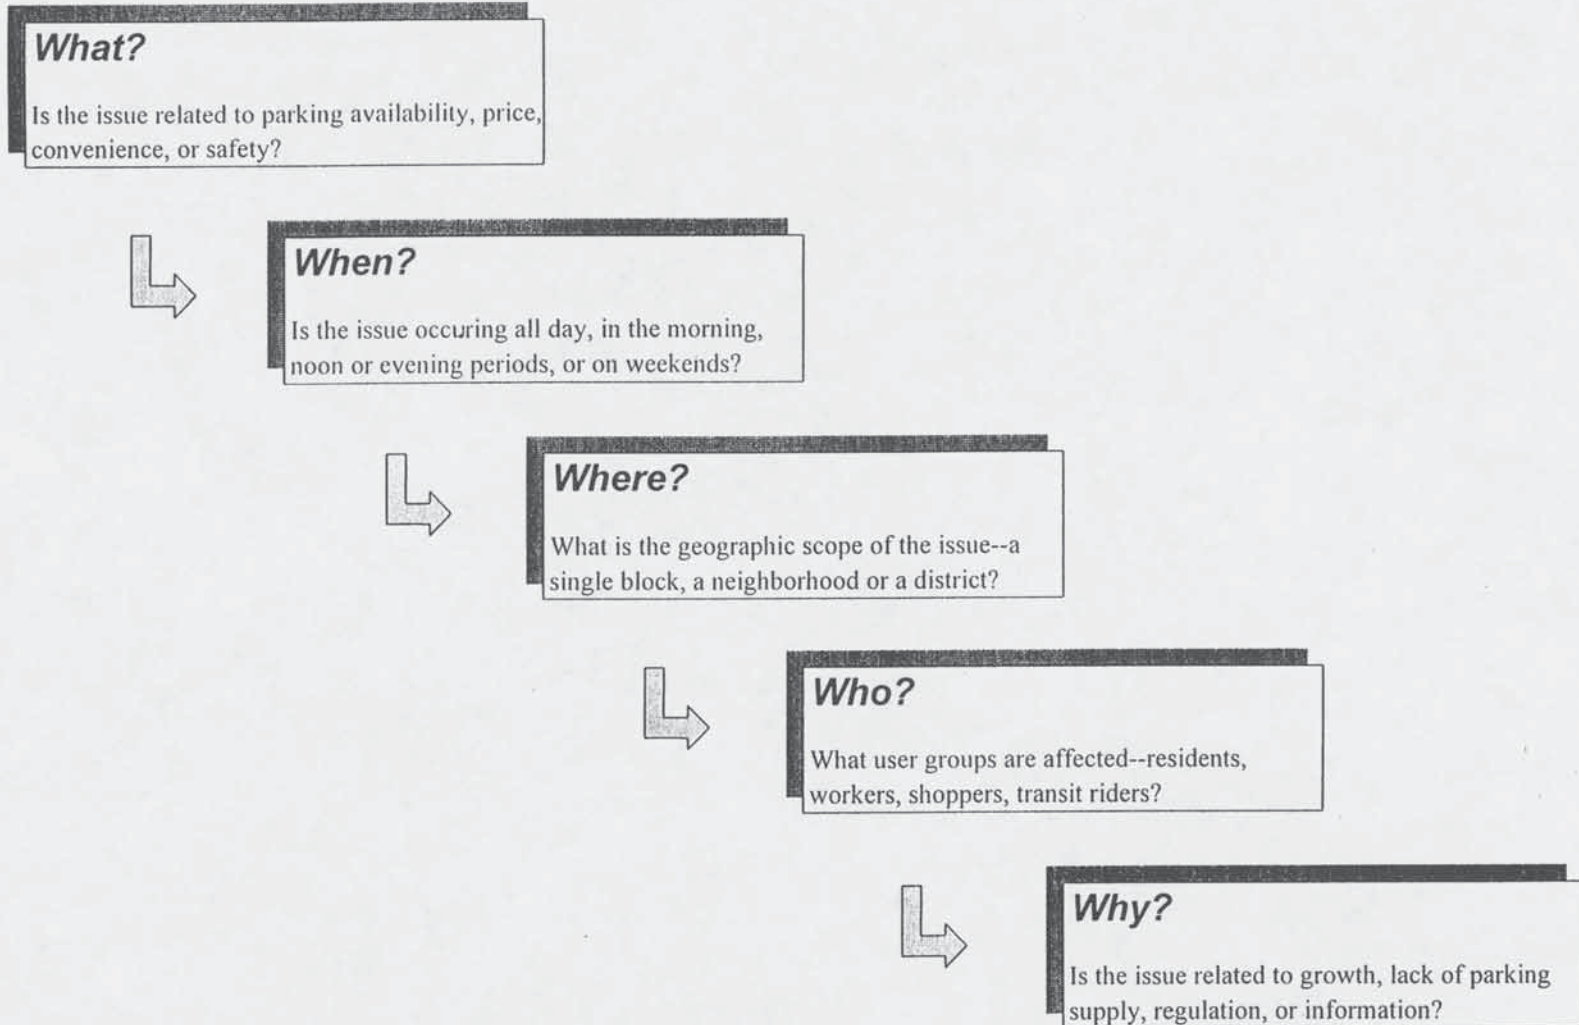 What?
Is the issue related to parking availability, price,
convenience, or safety?
When?
Is the issue occuring all day, in the morning,
noon or evening periods, or on weekends?
Where?
What is the geographic scope of the issue--a
single block, a neighborhood or a district?
Who?
What user groups are affected--residents,
workers, shoppers, transit riders?
Why?
Is the issue related to growth, lack of parking
supply, regulation, or information?